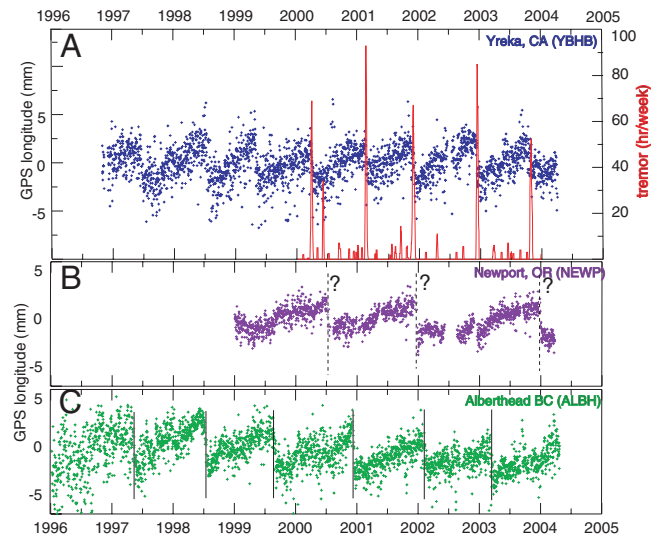 1996 1997 1998 1999 2000 2001 2002 2003 2004 2005
A
Yreka, CA (YBHB)
100
80
60
40
20
tremor (hr/week)
GPS longitude (mm)
5
0
-5
B
Newport, OR (NEWP)
? ? ?
5
0
-5
GPS longitude (mm)
C
Alberthead BC (ALBH)
5
0
-5
1996 1997 1998 1999 2000 2001 2002 2003 2004 2005